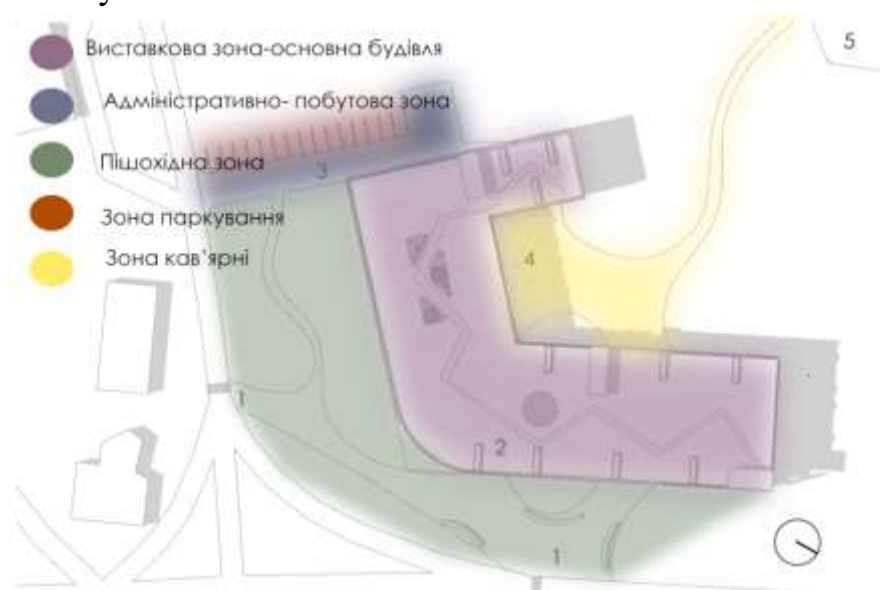 у
Виставкова зона-основна будівля
5
Адміністративно- побутова зона
Пішохідна зона
3
Зона паркування
Зона кав'ярні
4
1
2
1